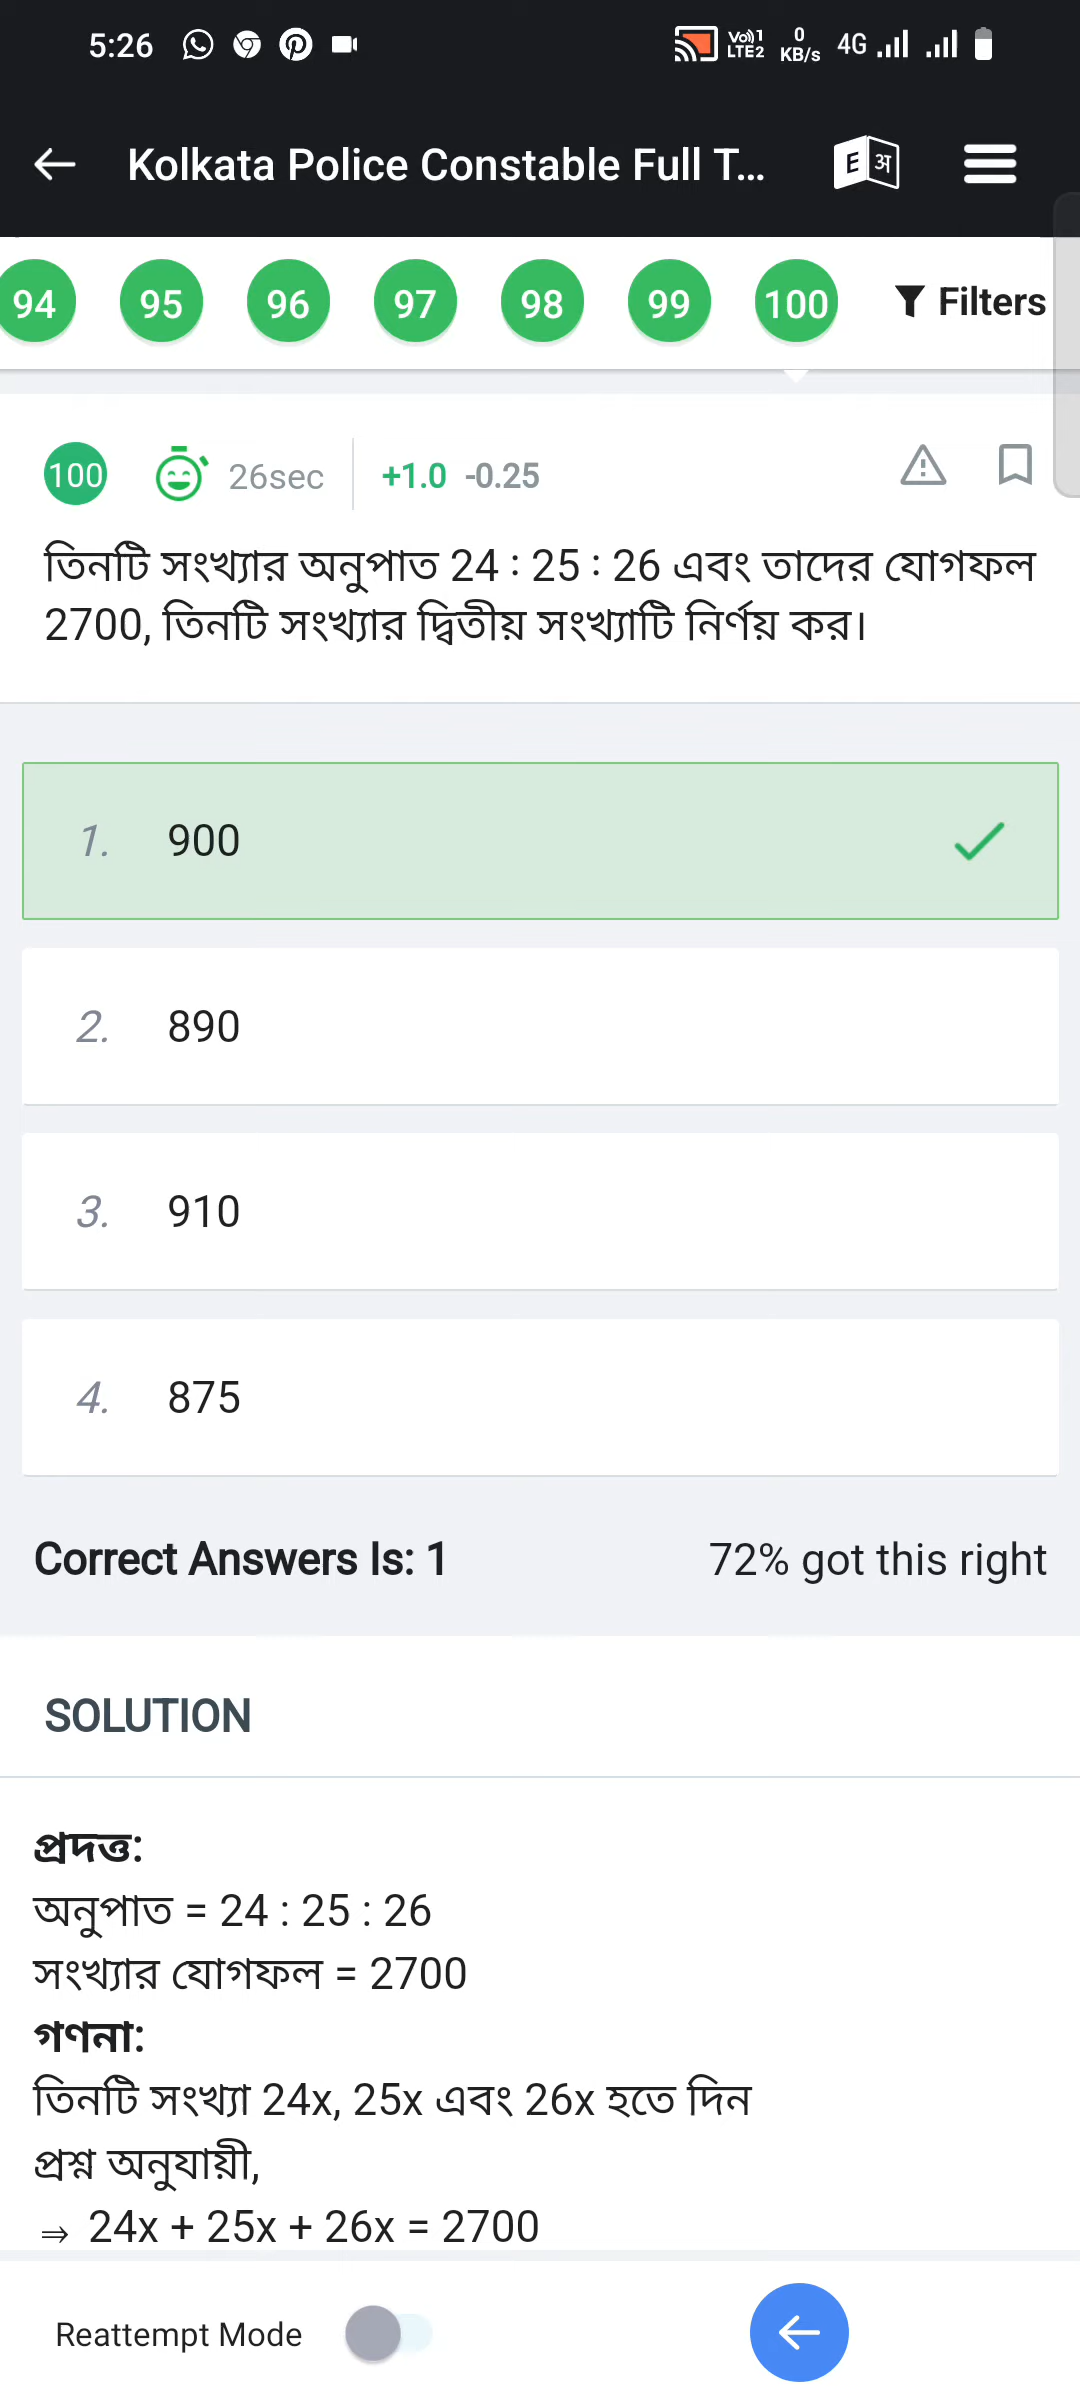 5:26 Vo)) 1 LTE2 0 KB/s 4G
Kolkata Police Constable Full T... E अ
94 95 96 97 98 99 100 Filters
100 26sec +1.0 -0.25
তিনটি সংখ্যার অনুপাত 24 : 25 : 26 এবং তাদের যোগফল
2700, তিনটি সংখ্যার দ্বিতীয় সংখ্যাটি নির্ণয় কর।
1. 900
2. 890
3. 910
4. 875
Correct Answers Is: 1 72% got this right
SOLUTION
প্রদত্ত:
অনুপাত = 24 : 25 : 26
সংখ্যার যোগফল = 2700
গণনা:
তিনটি সংখ্যা 24x, 25x এবং 26x হতে দিন
প্রশ্ন অনুযায়ী,
⇒ 24x + 25x + 26x = 2700
Reattempt Mode